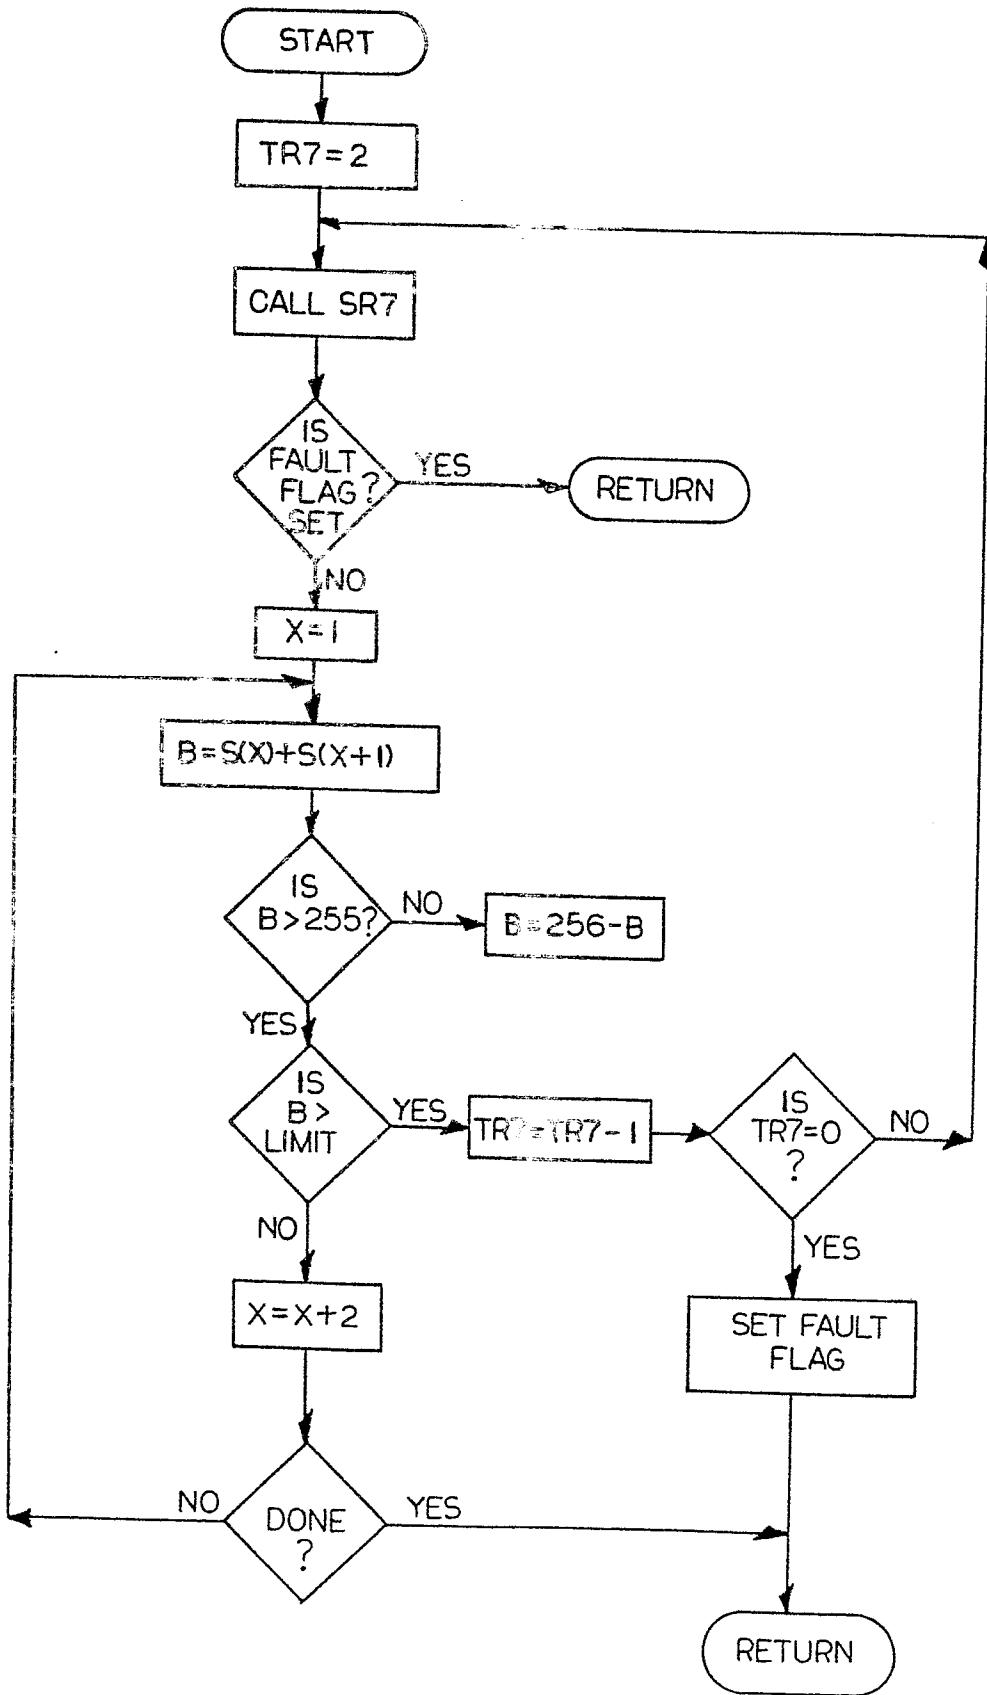 START
TR7=2
CALL SR7
IS
FAULT
FLAG?
SET
YES
RETURN
NO
X=1
B=S(X)+S(X+1)
IS
B>255?
NO
B=256-B
YES
IS
B>
LIMIT
YES
TR7=TR7-1
IS
TR7=0
?
NO
NO
YES
X=X+2
SET FAULT
FLAG
NO
DONE
?
YES
RETURN